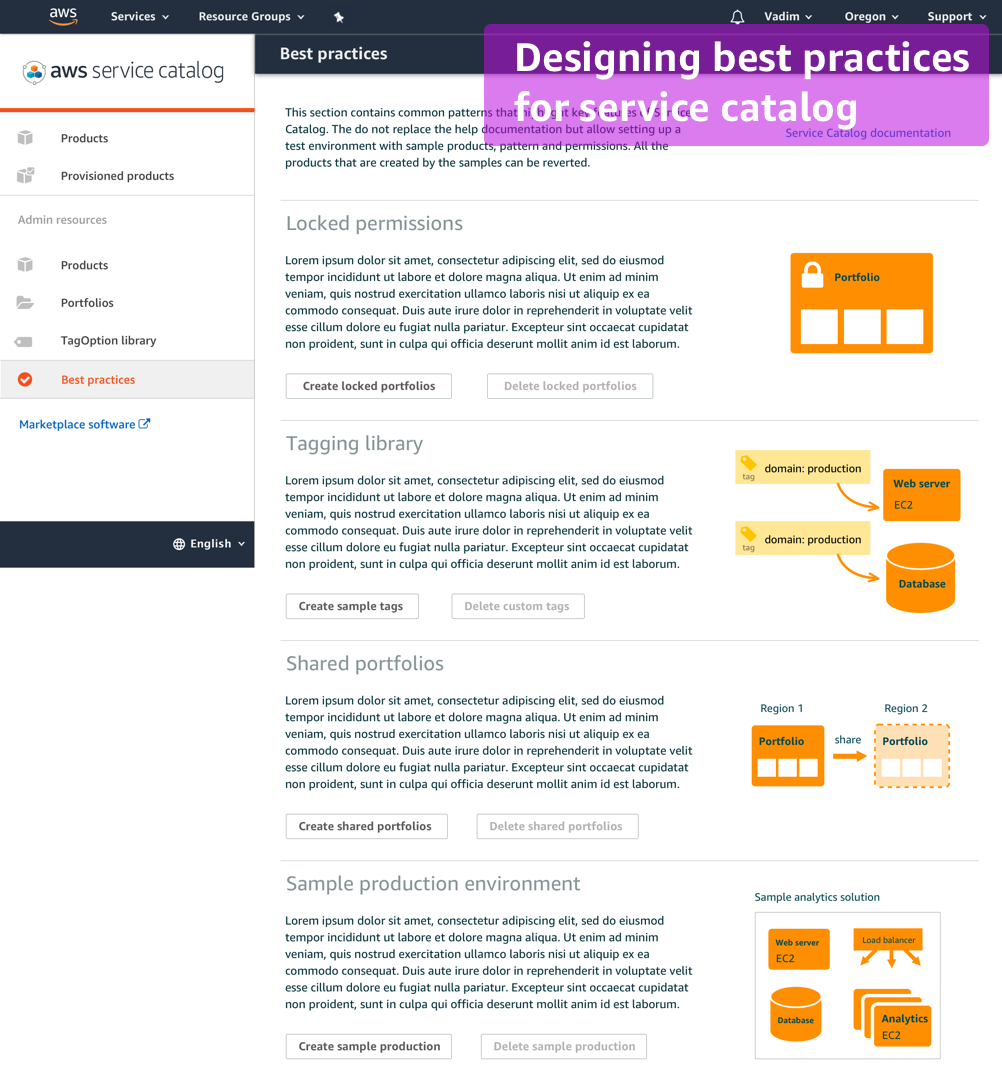 aws
Services
Resource Groups
Vadim
Oregon
Support
aws service catalog
Best practices
Designing best practices
for service catalog
Products
Provisioned products
Admin resources
Products
Portfolios
TagOption library
Best practices
Marketplace software
English
This section contains common patterns that highlight key features of Service
Catalog. The do not replace the help documentation but allow setting up a
test environment with sample products, pattern and permissions. All the
products that are created by the samples can be reverted.
Service Catalog documentation
Locked permissions
Lorem ipsum dolor sit amet, consectetur adipiscing elit, sed do eiusmod
tempor incididunt ut labore et dolore magna aliqua. Ut enim ad minim
veniam, quis nostrud exercitation ullamco laboris nisi ut aliquip ex ea
commodo consequat. Duis aute irure dolor in reprehenderit in voluptate velit
esse cillum dolore eu fugiat nulla pariatur. Excepteur sint occaecat cupidatat
non proident, sunt in culpa qui officia deserunt mollit anim id est laborum.
Create locked portfolios
Delete locked portfolios
Portfolio
Tagging library
Lorem ipsum dolor sit amet, consectetur adipiscing elit, sed do eiusmod
tempor incididunt ut labore et dolore magna aliqua. Ut enim ad minim
veniam, quis nostrud exercitation ullamco laboris nisi ut aliquip ex ea
commodo consequat. Duis aute irure dolor in reprehenderit in voluptate velit
esse cillum dolore eu fugiat nulla pariatur. Excepteur sint occaecat cupidatat
non proident, sunt in culpa qui officia deserunt mollit anim id est laborum.
Create sample tags
Delete custom tags
tag
domain: production
Web server
EC2
tag
domain: production
Database
Shared portfolios
Lorem ipsum dolor sit amet, consectetur adipiscing elit, sed do eiusmod
tempor incididunt ut labore et dolore magna aliqua. Ut enim ad minim
veniam, quis nostrud exercitation ullamco laboris nisi ut aliquip ex ea
commodo consequat. Duis aute irure dolor in reprehenderit in voluptate velit
esse cillum dolore eu fugiat nulla pariatur. Excepteur sint occaecat cupidatat
non proident, sunt in culpa qui officia deserunt mollit anim id est laborum.
Create shared portfolios
Delete shared portfolios
Region 1
Region 2
Portfolio
share
Portfolio
Sample production environment
Lorem ipsum dolor sit amet, consectetur adipiscing elit, sed do eiusmod
tempor incididunt ut labore et dolore magna aliqua. Ut enim ad minim
veniam, quis nostrud exercitation ullamco laboris nisi ut aliquip ex ea
commodo consequat. Duis aute irure dolor in reprehenderit in voluptate velit
esse cillum dolore eu fugiat nulla pariatur. Excepteur sint occaecat cupidatat
non proident, sunt in culpa qui officia deserunt mollit anim id est laborum.
Create sample production
Delete sample production
Sample analytics solution
Web server
EC2
Load balancer
Database
Analytics
EC2